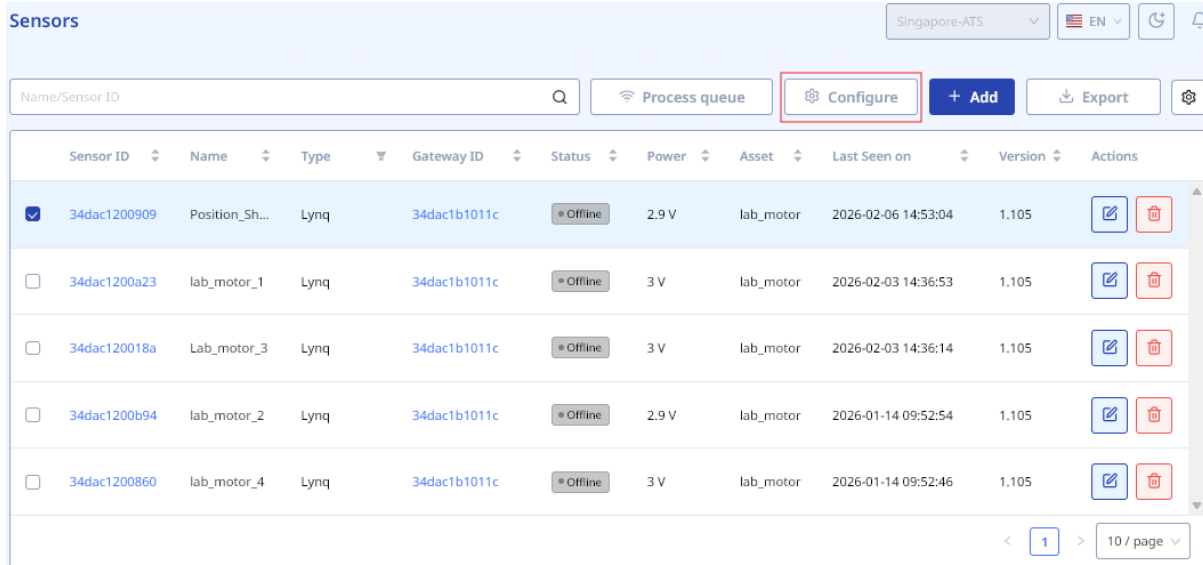 Sensors Singapore-ATS EN
Name/Sensor ID Process queue Configure + Add Export
Sensor ID Name Type Gateway ID Status Power Asset Last Seen on Version Actions
34dac1200909 Position_Sh... Lynq 34dac1b1011c Offline 2.9 V lab_motor 2026-02-06 14:53:04 1.105
34dac1200a23 lab_motor_1 Lynq 34dac1b1011c Offline 3 V lab_motor 2026-02-03 14:36:53 1.105
34dac120018a Lab_motor_3 Lynq 34dac1b1011c Offline 3 V lab_motor 2026-02-03 14:36:14 1.105
34dac1200b94 lab_motor_2 Lynq 34dac1b1011c Offline 2.9 V lab_motor 2026-01-14 09:52:54 1.105
34dac1200860 lab_motor_4 Lynq 34dac1b1011c Offline 3 V lab_motor 2026-01-14 09:52:46 1.105
< 1 > 10 / page